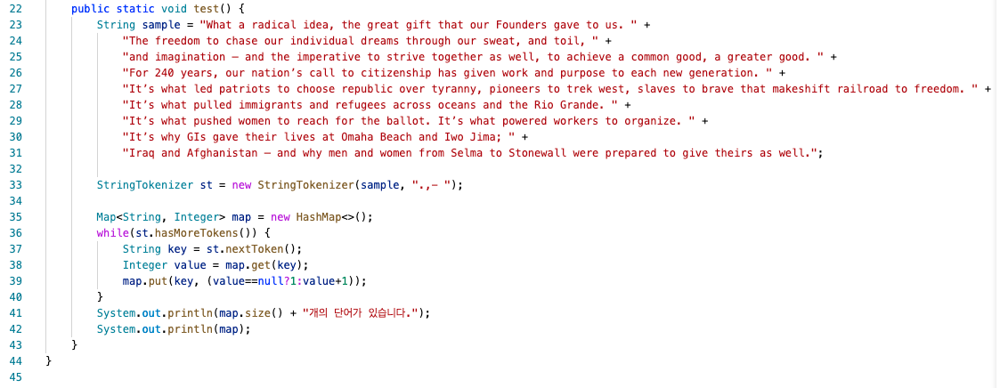 22 public static void test() {
23 String sample = "What a radical idea, the great gift that our Founders gave to us. " +
24 "The freedom to chase our individual dreams through our sweat, and toil, " +
25 "and imagination — and the imperative to strive together as well, to achieve a common good, a greater good. " +
26 "For 240 years, our nation’s call to citizenship has given work and purpose to each new generation. " +
27 "It’s what led patriots to choose republic over tyranny, pioneers to trek west, slaves to brave that makeshift railroad to freedom. " +
28 "It’s what pulled immigrants and refugees across oceans and the Rio Grande. " +
29 "It’s what pushed women to reach for the ballot. It’s what powered workers to organize. " +
30 "It’s why GIs gave their lives at Omaha Beach and Iwo Jima; " +
31 "Iraq and Afghanistan — and why men and women from Selma to Stonewall were prepared to give theirs as well.";
32
33 StringTokenizer st = new StringTokenizer(sample, ".,— ");
34
35 Map<String, Integer> map = new HashMap<>();
36 while(st.hasMoreTokens()) {
37 String key = st.nextToken();
38 Integer value = map.get(key);
39 map.put(key, (value==null?1:value+1));
40 }
41 System.out.println(map.size() + "개의 단어가 있습니다.");
42 System.out.println(map);
43 }
44 }
45